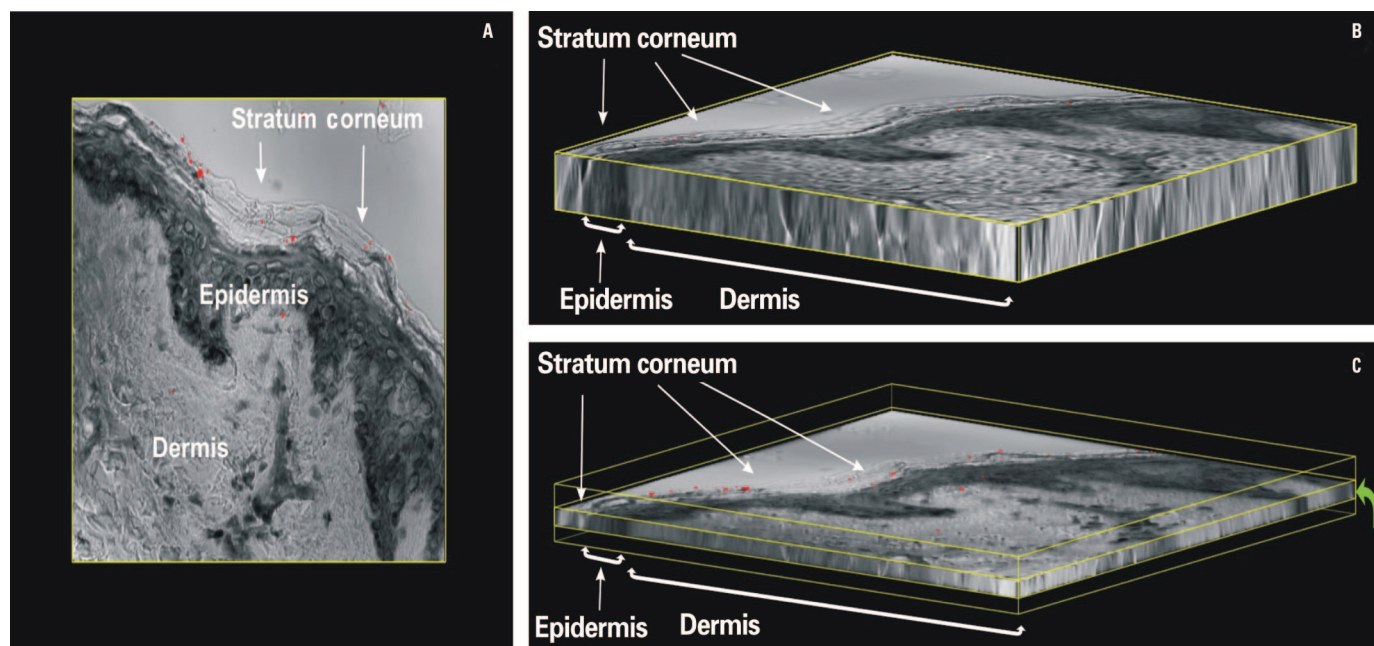 A
Stratum corneum
Epidermis
Dermis
B
Stratum corneum
Epidermis
Dermis
C
Stratum corneum
Epidermis
Dermis